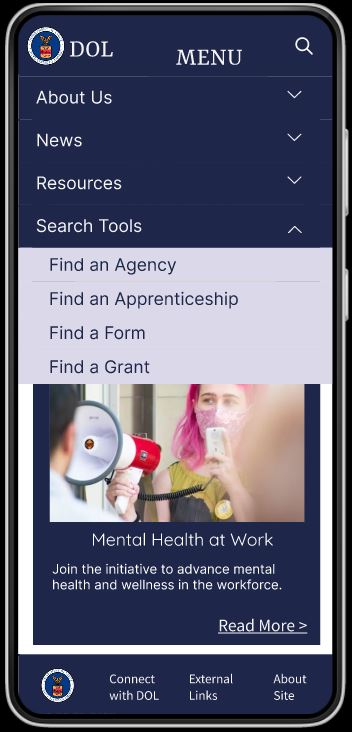 DOL
MENU
About Us
News
Resources
Search Tools
Find an Agency
Find an Apprenticeship
Find a Form
Find a Grant
Mental Health at Work
Join the initiative to advance mental
health and wellness in the workforce.
Read More >
Connect
with DOL
External
Links
About
Site